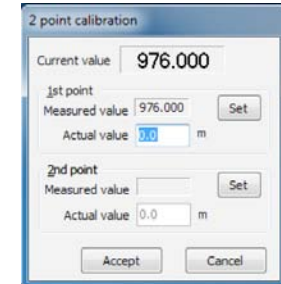 2 point calibration
Current value 976.000
1st point
Measured value 976.000 Set
Actual value 0.0 m
2nd point
Measured value Set
Actual value 0.0 m
Accept Cancel